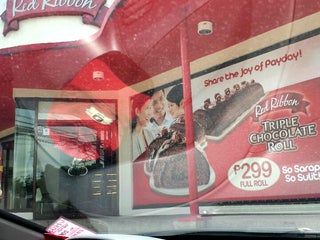 Red Ribbon
Share the Joy of Payday!
Red Ribbon
TRIPLE
CHOCOLATE
ROLL
₱299
FULL ROLL
So Sarap
So Sulit!